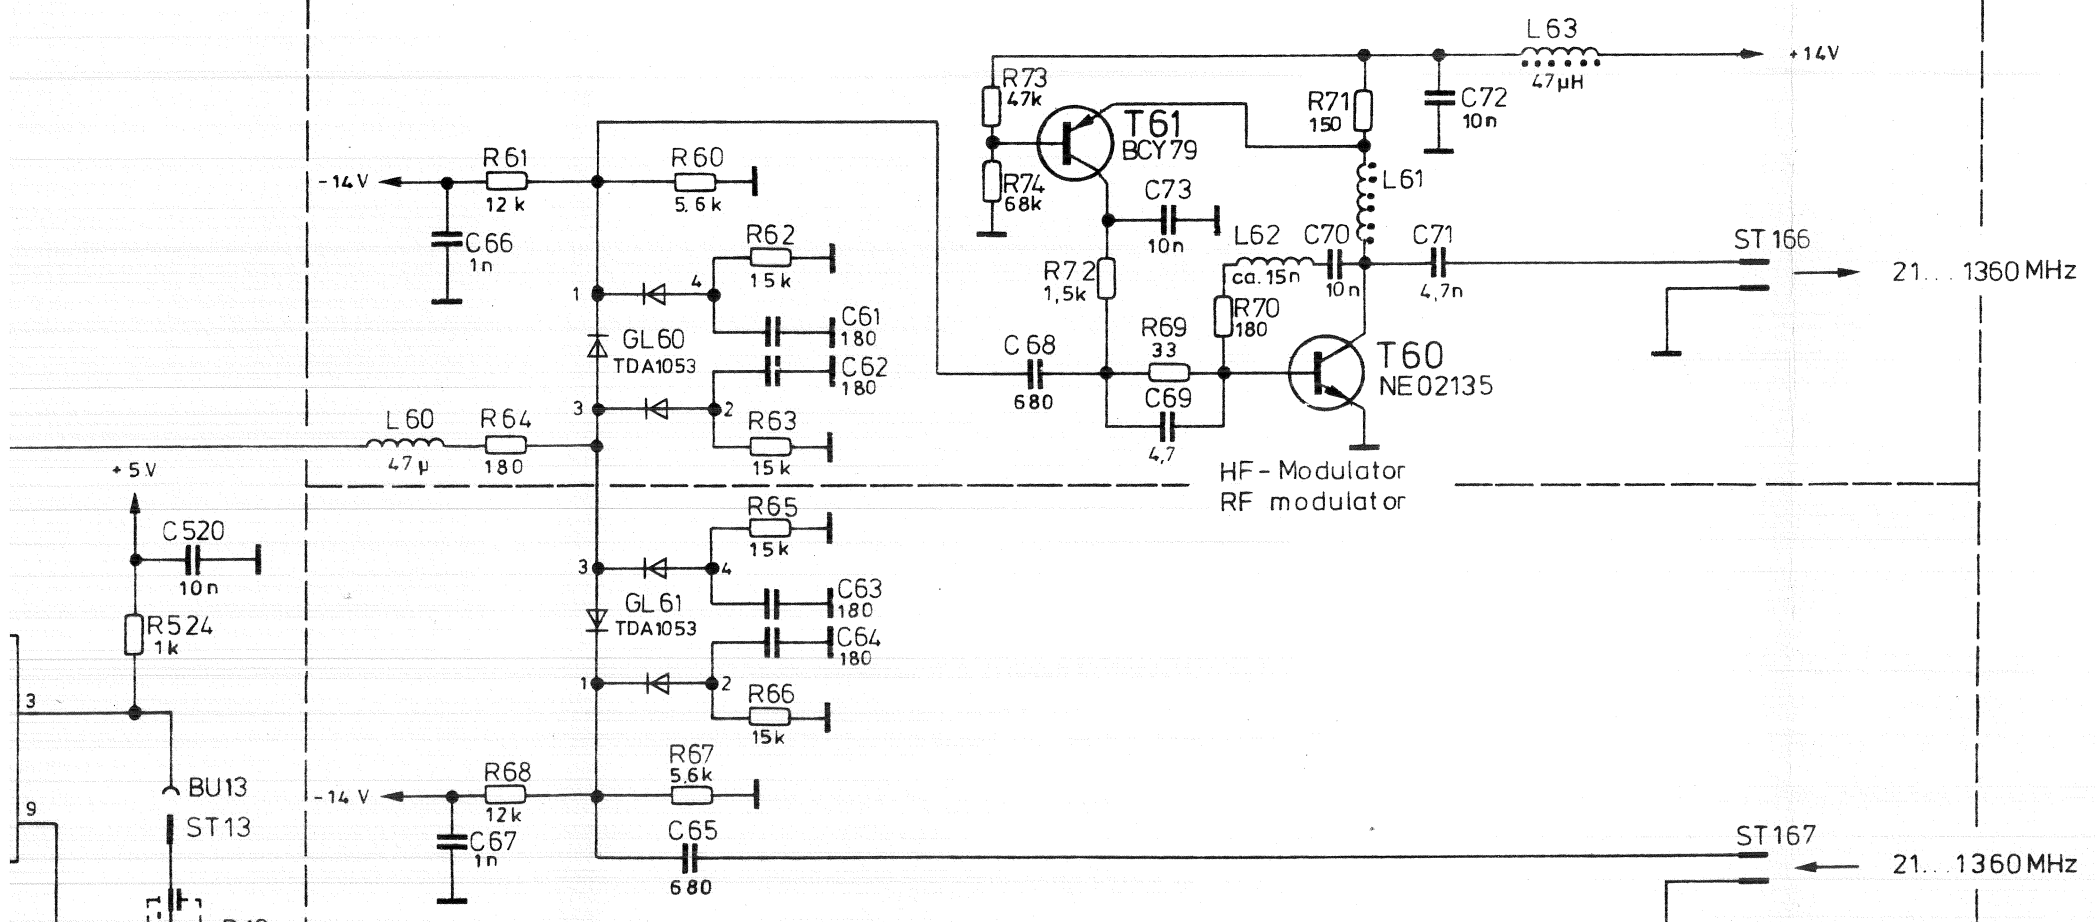 L63
47µH
+14V
R73
47k
T61
BCY79
R71
150
C72
10n
-14V
R61
12k
R60
5,6k
C66
1n
R74
68k
C73
10n
L61
R62
15k
1
4
C61
180
GL60
TDA1053
C62
180
3
2
R63
15k
R72
1,5k
L62
ca.15n
C70
10n
C71
4,7n
ST166
21...1360MHz
R70
180
R69
33
C68
680
C69
4,7
T60
NE02135
L60
47µ
R64
180
HF-Modulator
RF modulator
+5V
C520
10n
R524
1k
R65
15k
3
4
C63
180
GL61
TDA1053
C64
180
1
2
R66
15k
3
9
BU13
ST13
-14V
R68
12k
R67
5,6k
C67
1n
C65
680
ST167
21...1360MHz